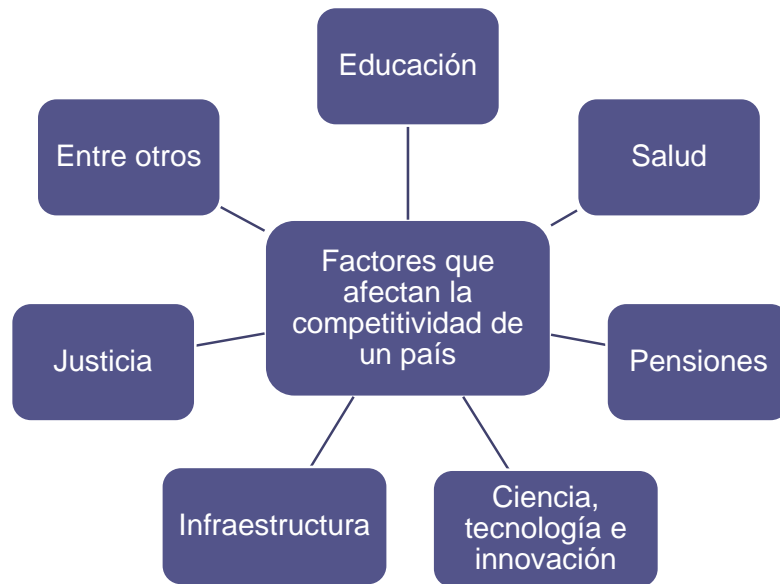 Educación
Entre otros
Salud
Factores que
afectan la
competitividad de
un país
Justicia
Pensiones
Infraestructura
Ciencia,
tecnología e
innovación